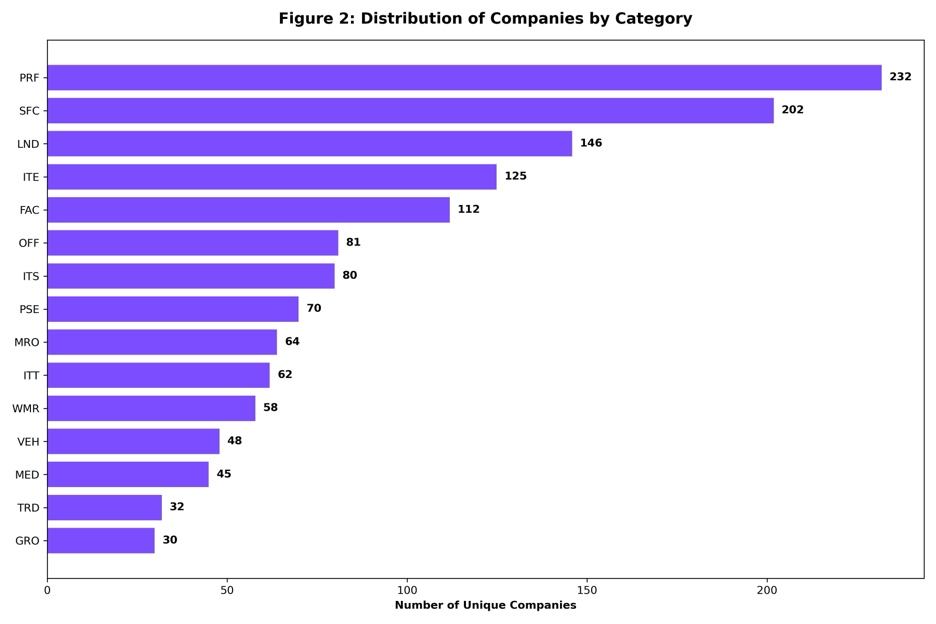 Figure 2: Distribution of Companies by Category
PRF 232
SFC 202
LND 146
ITE 125
FAC 112
OFF 81
ITS 80
PSE 70
MRO 64
ITT 62
WMR 58
VEH 48
MED 45
TRD 32
GRO 30
0 50 100 150 200
Number of Unique Companies